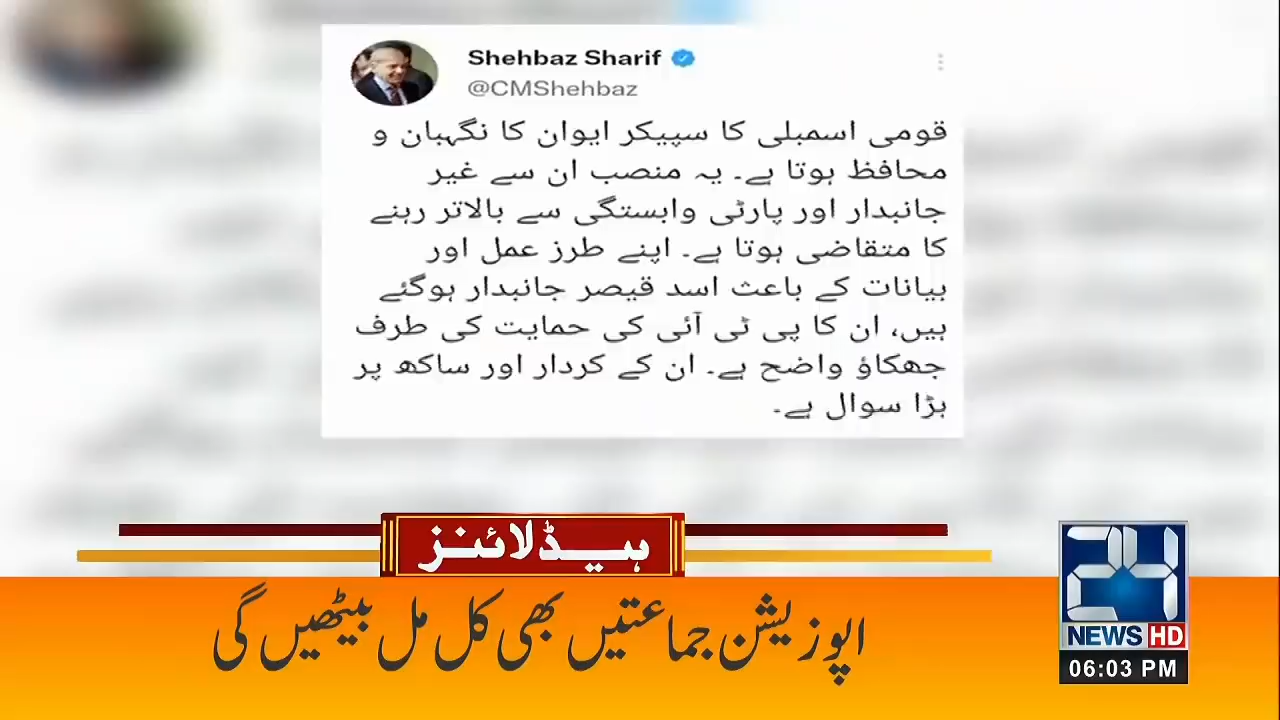 Shehbaz Sharif
@CMShehbaz
قومی اسمبلی کا سپیکر ایوان کا نگہبان و
محافظ ہوتا ہے۔ یہ منصب ان سے غیر
جانبدار اور پارٹی وابستگی سے بالاتر رہنے
کا متقاضی ہوتا ہے۔ اپنے طرز عمل اور
بیانات کے باعث اسد قیصر جانبدار ہوگئے
ہیں، ان کا پی ٹی آئی کی حمایت کی طرف
جھکاؤ واضح ہے۔ ان کے کردار اور ساکھ پر
بڑا سوال ہے۔
ہیڈلائنز
اپوزیشن جماعتیں بھی کل مل بیٹھیں گی
24
NEWS HD
06:03 PM